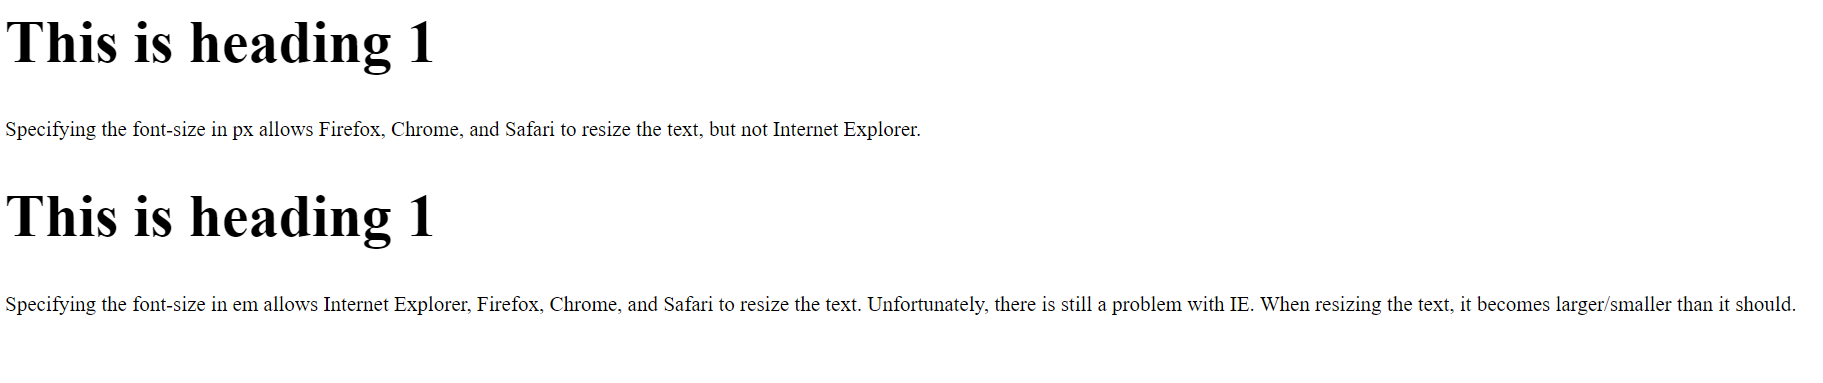 This is heading 1
Specifying the font-size in px allows Firefox, Chrome, and Safari to resize the text, but not Internet Explorer.
This is heading 1
Specifying the font-size in em allows Internet Explorer, Firefox, Chrome, and Safari to resize the text. Unfortunately, there is still a problem with IE. When resizing the text, it becomes larger/smaller than it should.